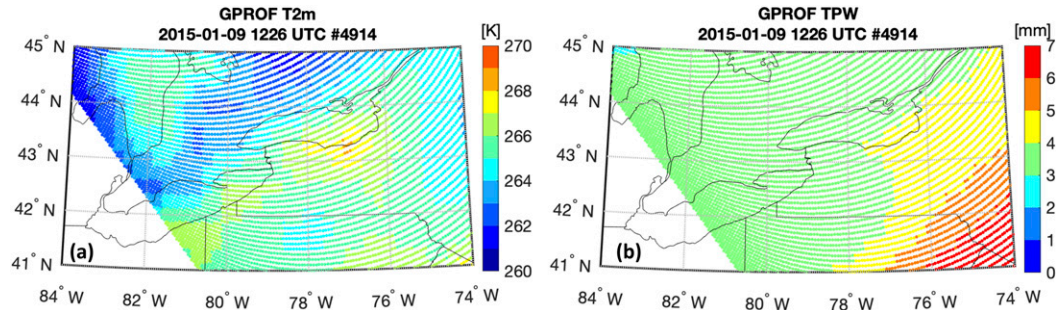 GPROF T2m
2015-01-09 1226 UTC #4914
[K]
45° N
44° N
43° N
42° N
41° N
84° W
82° W
80° W
78° W
76° W
74° W
270
268
266
264
262
260
(a)
GPROF TPW
2015-01-09 1226 UTC #4914
[mm]
45° N
44° N
43° N
42° N
41° N
84° W
82° W
80° W
78° W
76° W
74° W
7
6
5
4
3
2
1
0
(b)